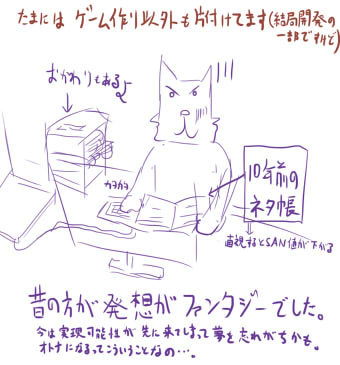 たまには ゲーム作り以外も片付けてます(結局開発の
一部ですけど)
おかわりもあるよ
カタカタ
10年前の
ネタ帳
直視するとSAN値が下がる
昔の方が発想がファンタジーでした。
今は実現可能性が先に来てしまって夢を忘れがちかも。
オトナになるってこういうことなの…。